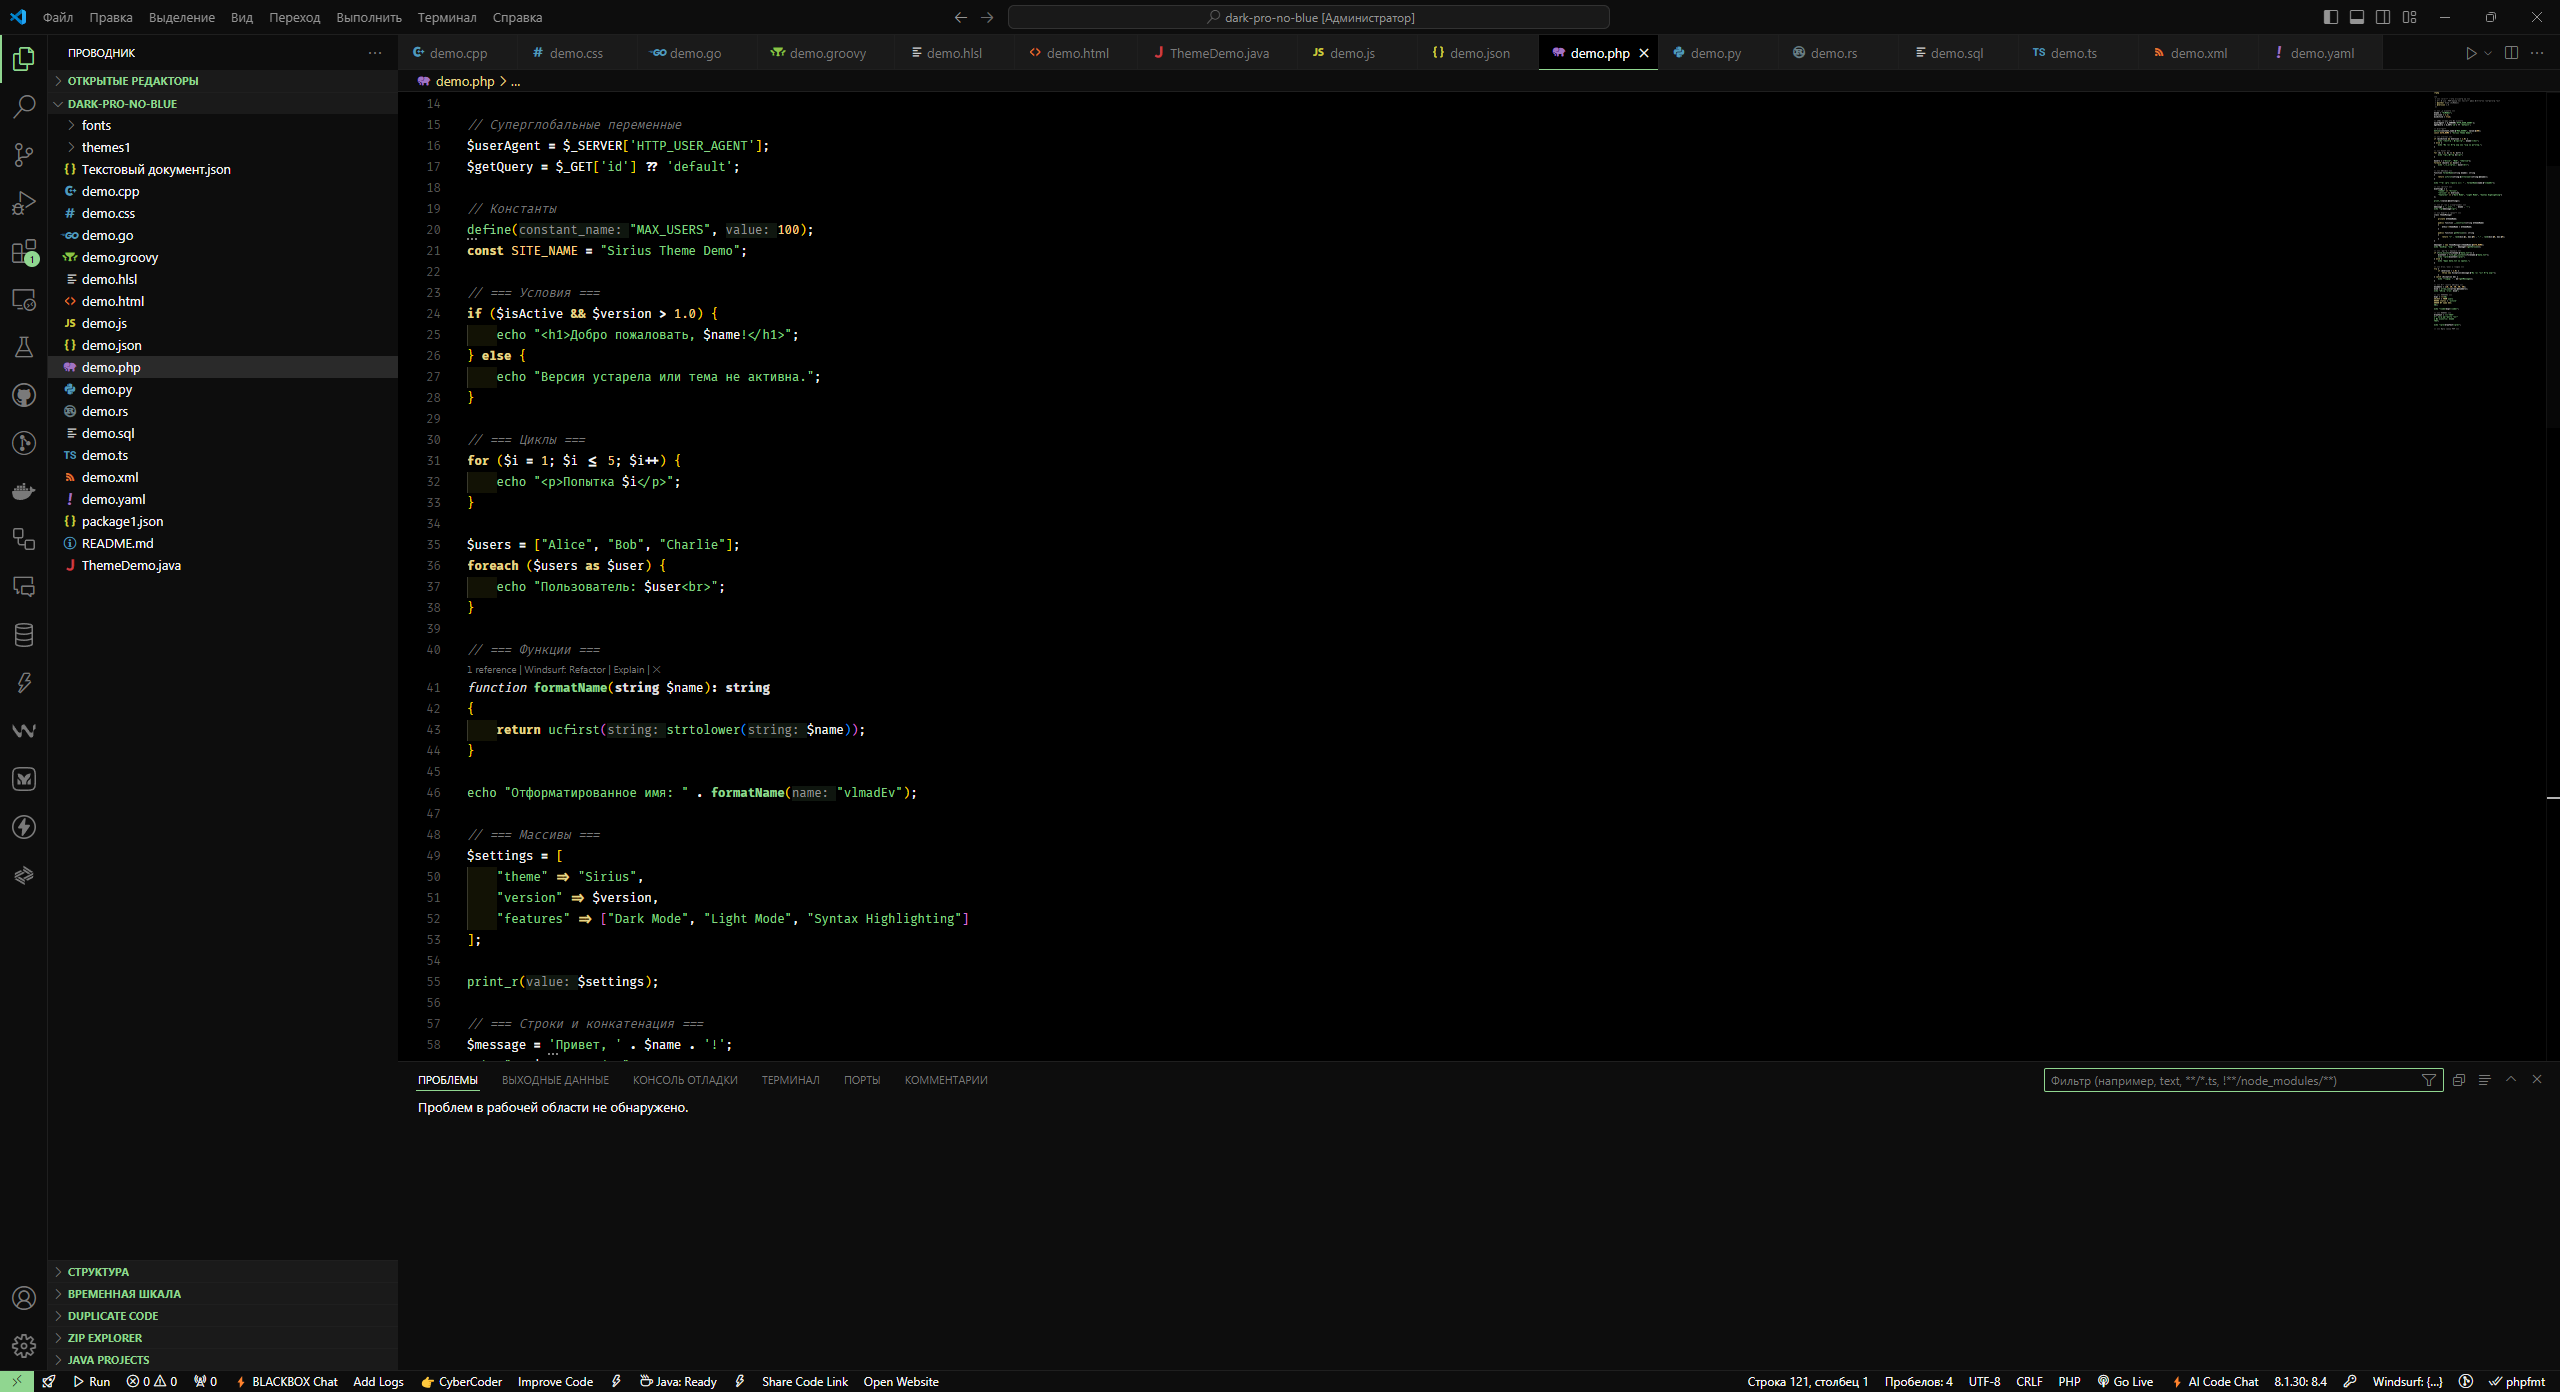 Файл Правка Выделение Вид Переход Выполнить Терминал Справка
dark-pro-no-blue [Администратор]
ПРОВОДНИК
ОТКРЫТЫЕ РЕДАКТОРЫ
DARK-PRO-NO-BLUE
fonts
themes1
{} Текстовый документ.json
demo.cpp
# demo.css
GO demo.go
demo.groovy
demo.hlsl
<> demo.html
JS demo.js
{} demo.json
demo.php
demo.py
demo.rs
demo.sql
TS demo.ts
demo.xml
! demo.yaml
{} package1.json
README.md
J ThemeDemo.java
СТРУКТУРА
ВРЕМЕННАЯ ШКАЛА
DUPLICATE CODE
ZIP EXPLORER
JAVA PROJECTS
1
demo.cpp # demo.css GO demo.go demo.groovy demo.hlsl <> demo.html J ThemeDemo.java JS demo.js {} demo.json demo.php demo.py demo.rs demo.sql TS demo.ts demo.xml ! demo.yaml
demo.php > ...
14
15 // Суперглобальные переменные
16 $userAgent = $_SERVER['HTTP_USER_AGENT'];
17 $getQuery = $_GET['id'] ?? 'default';
18
19 // Константы
20 define(constant_name: "MAX_USERS", value: 100);
21 const SITE_NAME = "Sirius Theme Demo";
22
23 // === Условия ===
24 if ($isActive && $version > 1.0) {
25 echo "<h1>Добро пожаловать, $name!</h1>";
26 } else {
27 echo "Версия устарела или тема не активна.";
28 }
29
30 // === Циклы ===
31 for ($i = 1; $i <= 5; $i++) {
32 echo "<p>Попытка $i</p>";
33 }
34
35 $users = ["Alice", "Bob", "Charlie"];
36 foreach ($users as $user) {
37 echo "Пользователь: $user<br>";
38 }
39
40 // === Функции ===
1 reference | Windsurf: Refactor | Explain | ×
41 function formatName(string $name): string
42 {
43 return ucfirst(string: strtolower(string: $name));
44 }
45
46 echo "Отформатированное имя: " . formatName(name: "vlmadEv");
47
48 // === Массивы ===
49 $settings = [
50 "theme" => "Sirius",
51 "version" => $version,
52 "features" => ["Dark Mode", "Light Mode", "Syntax Highlighting"]
53 ];
54
55 print_r(value: $settings);
56
57 // === Строки и конкатенация ===
58 $message = 'Привет, ' . $name . '!';
ПРОБЛЕМЫ ВЫХОДНЫЕ ДАННЫЕ КОНСОЛЬ ОТЛАДКИ ТЕРМИНАЛ ПОРТЫ КОММЕНТАРИИ
Фильтр (например, text, **/*.ts, !**/node_modules/**)
Проблем в рабочей области не обнаружено.
Run 0 0 0 BLACKBOX Chat Add Logs CyberCoder Improve Code Java: Ready Share Code Link Open Website
Строка 121, столбец 1 Пробелов: 4 UTF-8 CRLF PHP Go Live AI Code Chat 8.1.30: 8.4 Windsurf: {...} phpfmt